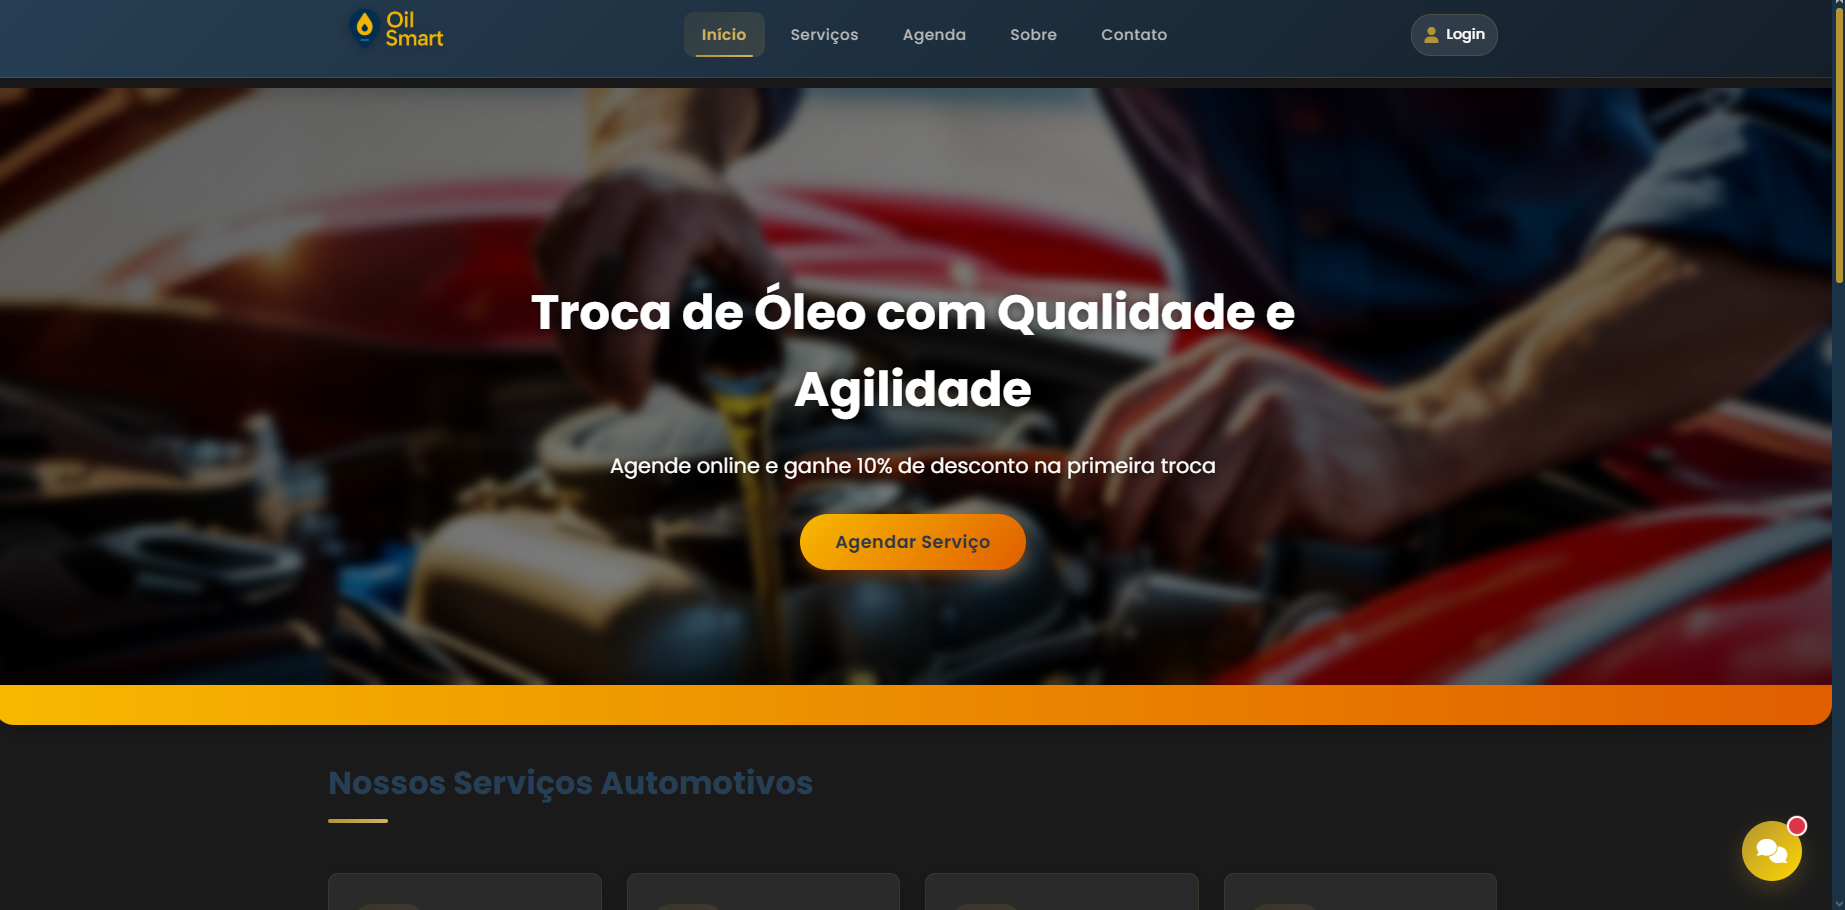 Oil
Smart
Início
Serviços
Agenda
Sobre
Contato
Login
Troca de Óleo com Qualidade e
Agilidade
Agende online e ganhe 10% de desconto na primeira troca
Agendar Serviço
Nossos Serviços Automotivos